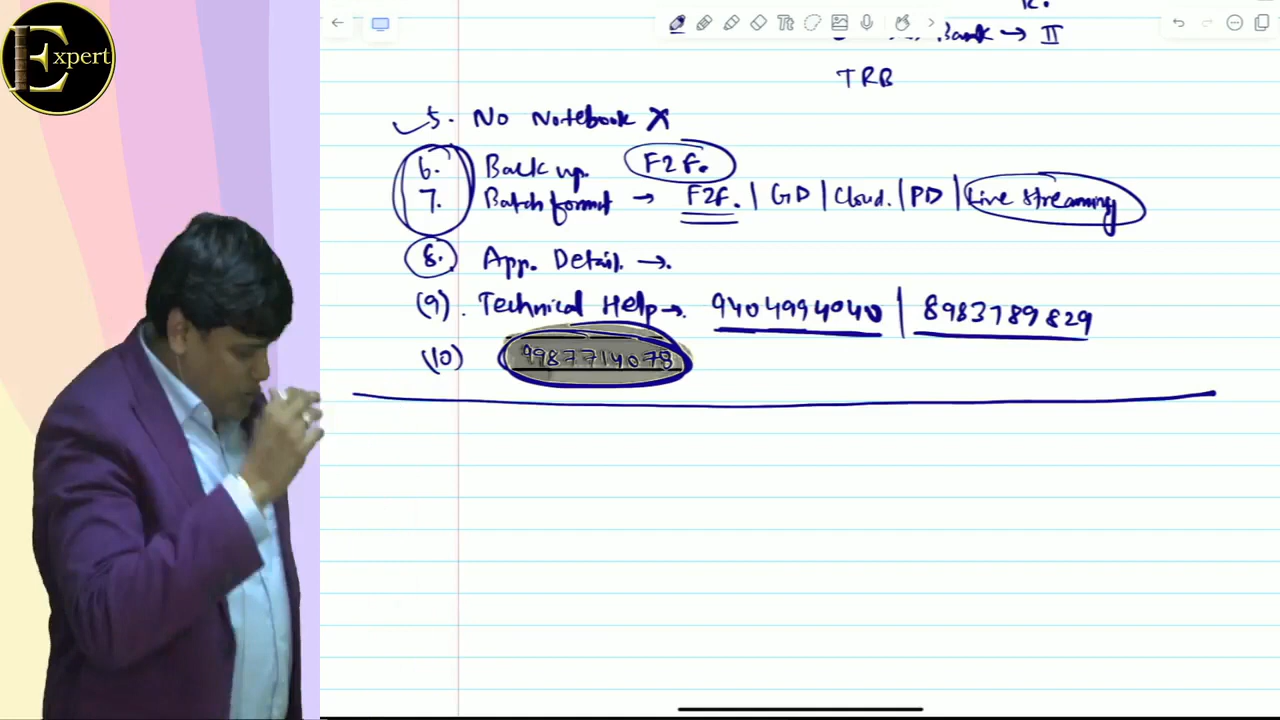 Expert
Bank → II
TRB
5. No Notebook X
6. Back up. F2F.
7. Batch format → F2F. | GD | Cloud. | PD | Live Streaming
8. App. Detail →.
(9). Technical Help →. 9404994040 | 8983789829
(10) 9987714078